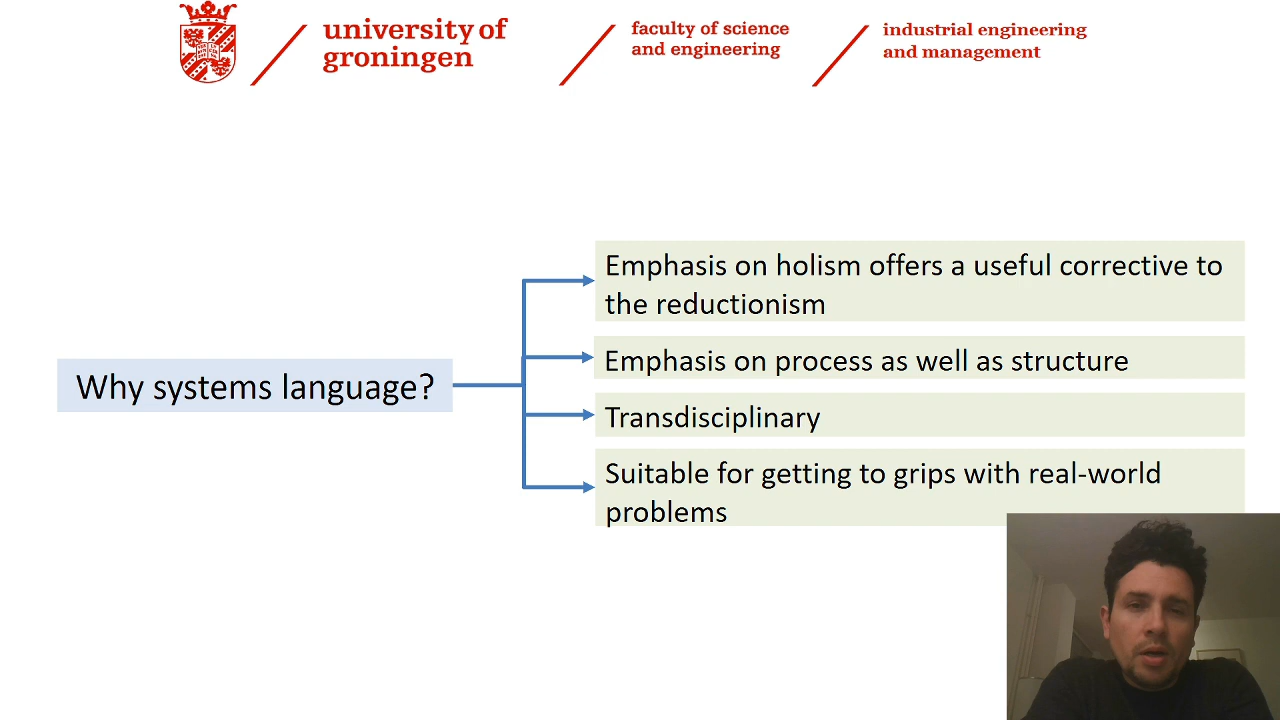 university of
groningen
faculty of science
and engineering
industrial engineering
and management
Why systems language?
Emphasis on holism offers a useful corrective to
the reductionism
Emphasis on process as well as structure
Transdisciplinary
Suitable for getting to grips with real-world
problems